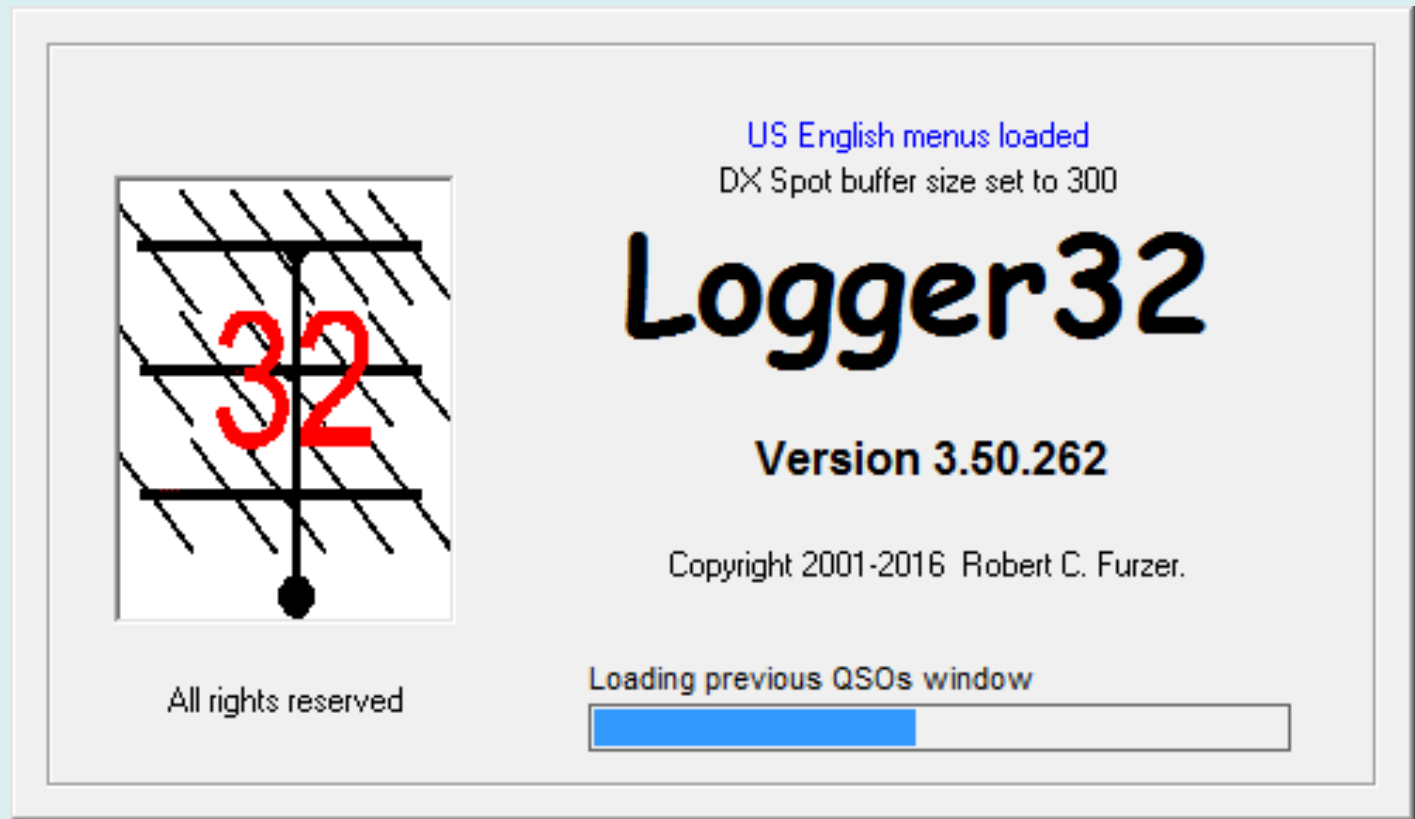 US English menus loaded
DX Spot buffer size set to 300
Logger32
32
Version 3.50.262
Copyright 2001-2016  Robert C. Furzer.
Loading previous QSOs window
All rights reserved